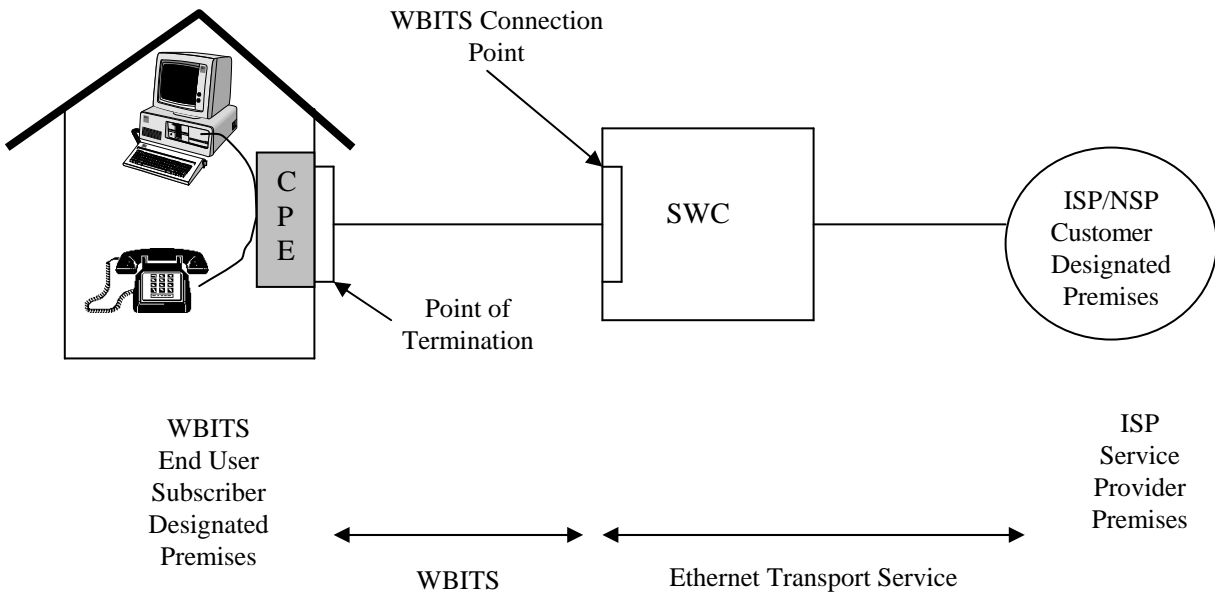 WBITS Connection
Point
C
P
E
SWC
ISP/NSP
Customer
Designated
Premises
Point of
Termination
WBITS
End User
Subscriber
Designated
Premises
ISP
Service
Provider
Premises
WBITS
Ethernet Transport Service